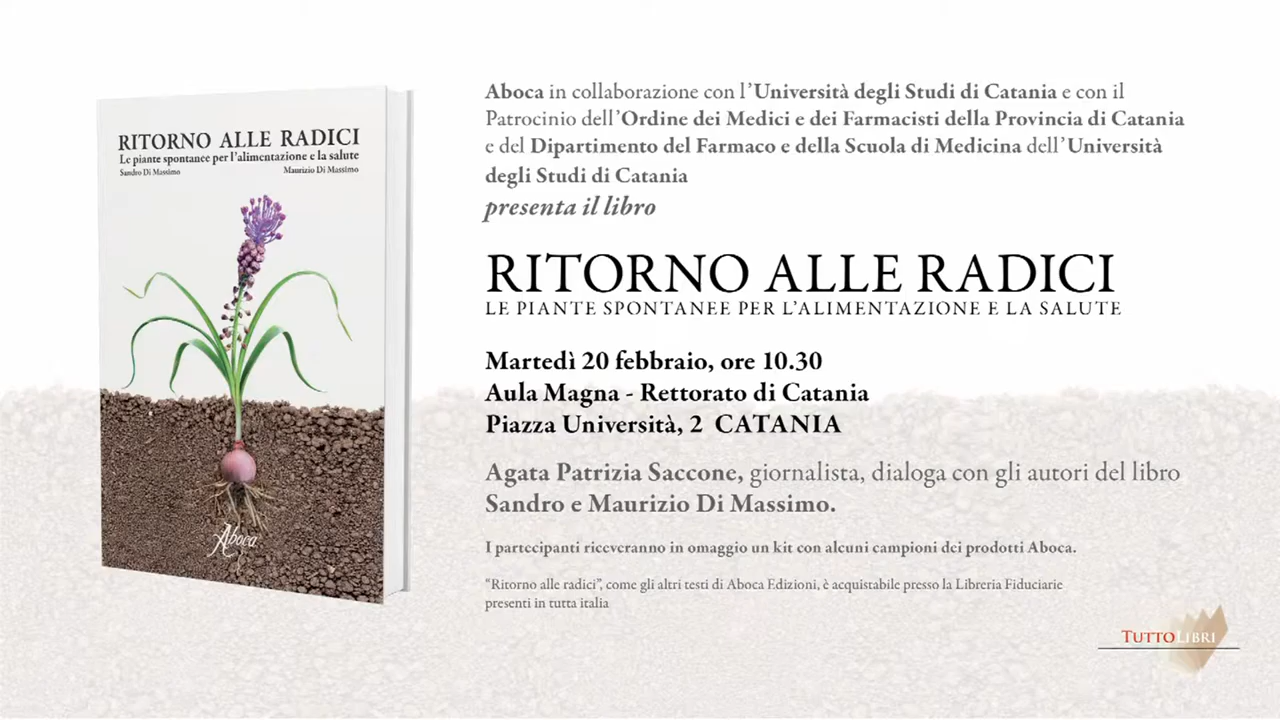 RITORNO ALLE RADICI
Le piante spontanee per l'alimentazione e la salute
Sandro Di Massimo Maurizio Di Massimo
Aboca
Aboca in collaborazione con l'Università degli Studi di Catania e con il
Patrocinio dell'Ordine dei Medici e dei Farmacisti della Provincia di Catania
e del Dipartimento del Farmaco e della Scuola di Medicina dell'Università
degli Studi di Catania
presenta il libro
RITORNO ALLE RADICI
LE PIANTE SPONTANEE PER L'ALIMENTAZIONE E LA SALUTE
Martedì 20 febbraio, ore 10.30
Aula Magna - Rettorato di Catania
Piazza Università, 2 CATANIA
Agata Patrizia Saccone, giornalista, dialoga con gli autori del libro
Sandro e Maurizio Di Massimo.
I partecipanti riceveranno in omaggio un kit con alcuni campioni dei prodotti Aboca.
“Ritorno alle radici”, come gli altri testi di Aboca Edizioni, è acquistabile presso la Libreria Fiduciarie
presenti in tutta italia
TUTTOLIBRI